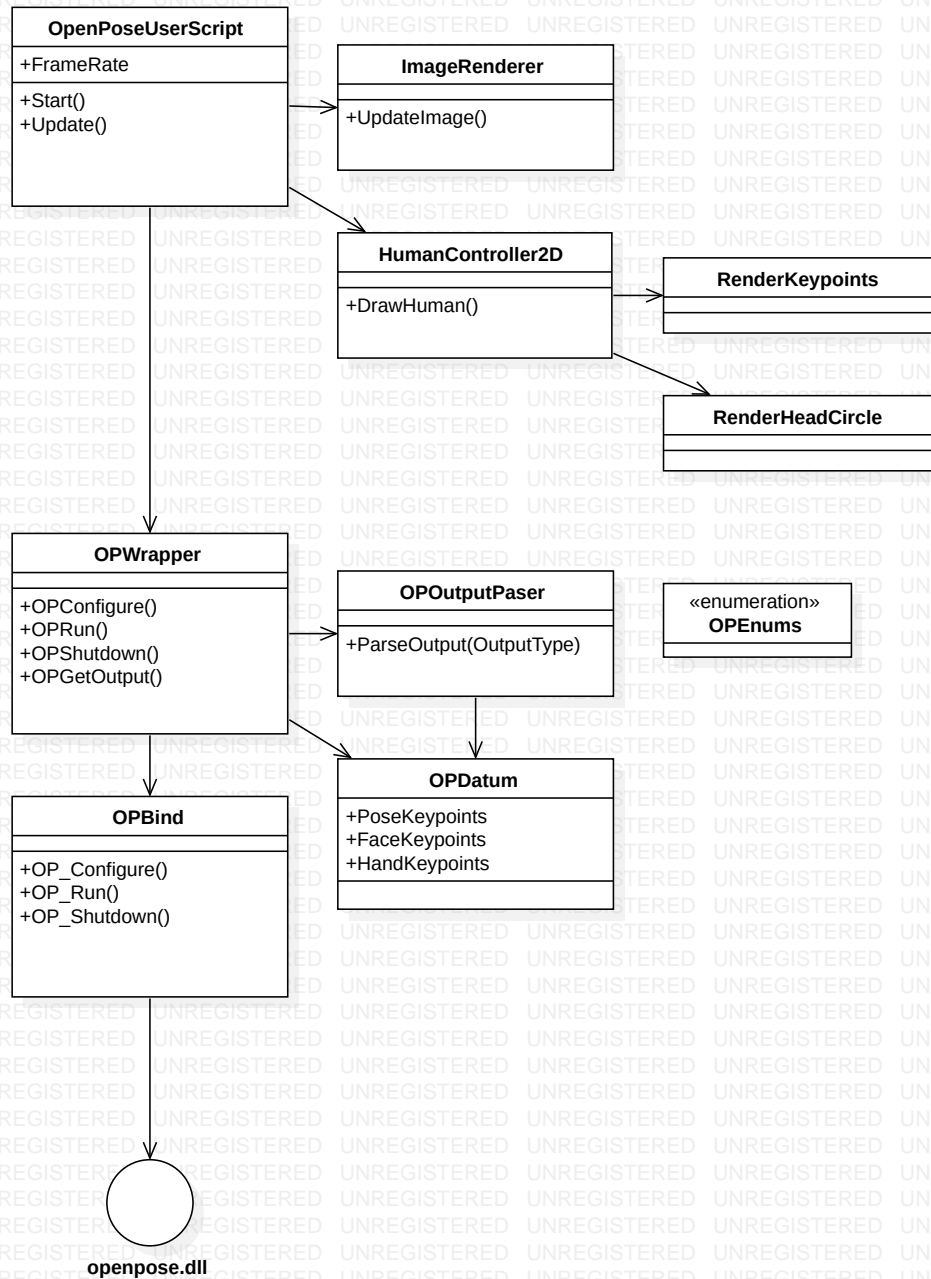 OpenPoseUserScript
+FrameRate
+Start()
+Update()
ImageRenderer
+UpdateImage()
HumanController2D
+DrawHuman()
RenderKeypoints
RenderHeadCircle
OPWrapper
+OPConfigure()
+OPRun()
+OPShutdown()
+OPGetOutput()
OPOutputPaser
+ParseOutput(OutputType)
«enumeration»
OPEnums
OPDatum
+PoseKeypoints
+FaceKeypoints
+HandKeypoints
OPBind
+OP_Configure()
+OP_Run()
+OP_Shutdown()
openpose.dll
UNREGISTERED